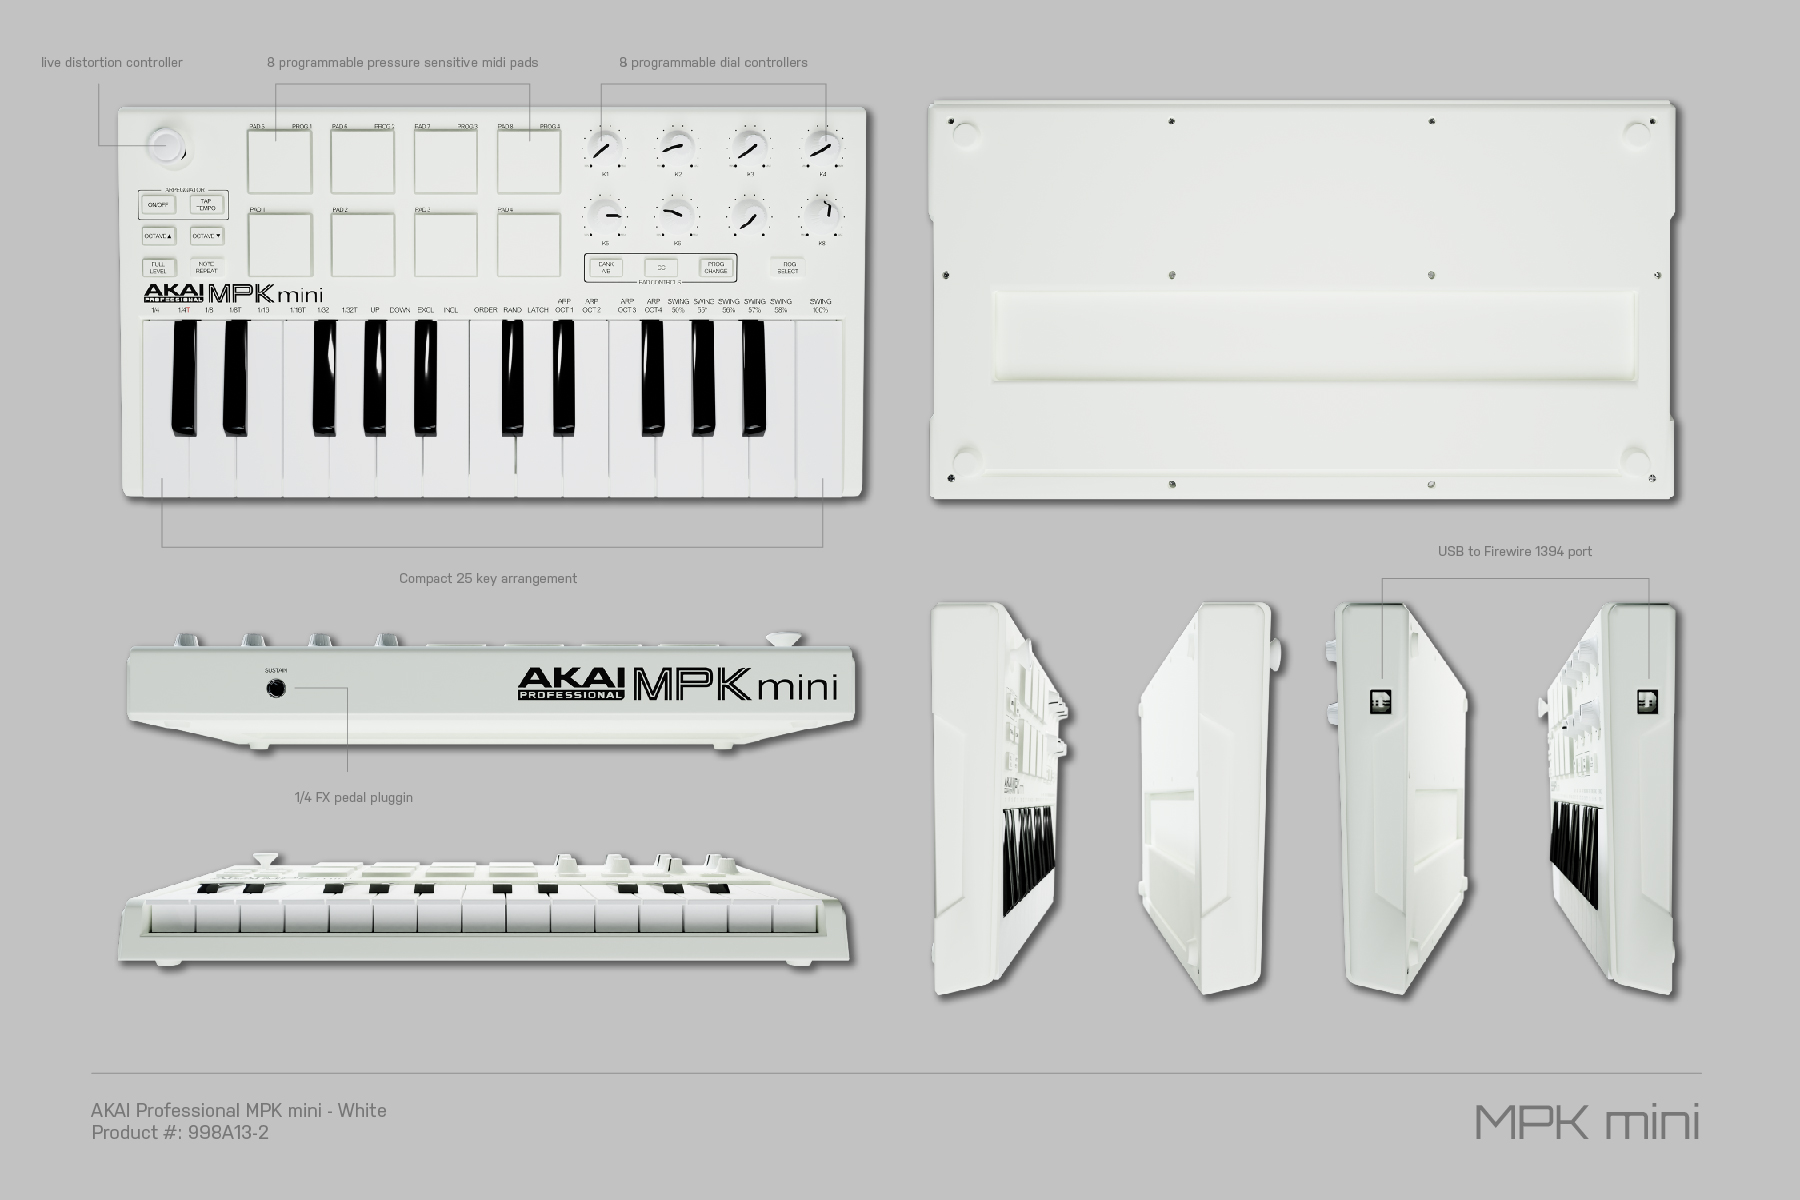 live distortion controller
8 programmable pressure sensitive midi pads
8 programmable dial controllers
PAD 5 PROG 1 PAD 6 PROG 2 PAD 7 PROG 3 PAD 8 PROG 4
K1 K2 K3 K4
ARPEGGIATOR
ON/OFF
TAP TEMPO
PAD 1 PAD 2 PAD 3 PAD 4
OCTAVE▲ OCTAVE▼
K5 K6 K8
FULL LEVEL
NOTE REPEAT
BANK A/B
CC
PROG CHANGE
SELECT
PAD CONTROLS
AKAI PROFESSIONAL MPK mini
1/4 1/4T 1/8 1/8T 1/16 1/16T 1/32 1/32T UP DOWN EXCL INCL ORDER RAND LATCH ARP OCT 1 ARP OCT 2 ARP OCT 3 ARP OCT 4 SWING 50% SWING 55% SWING 56% SWING 57% SWING 58% SWING 100%
Compact 25 key arrangement
USB to Firewire 1394 port
SUSTAIN
AKAI PROFESSIONAL MPK mini
1/4 FX pedal pluggin
AKAI Professional MPK mini - White
Product #: 998A13-2
MPK mini